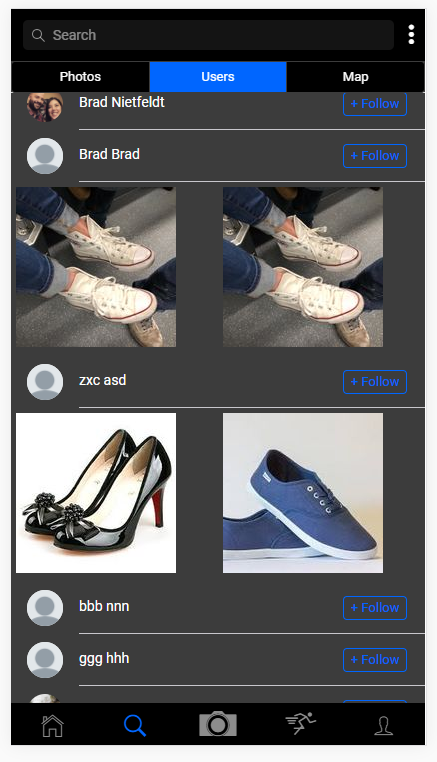 Search
Photos Users Map
Brad Nietfeldt + Follow
Brad Brad + Follow
zxc asd + Follow
bbb nnn + Follow
ggg hhh + Follow